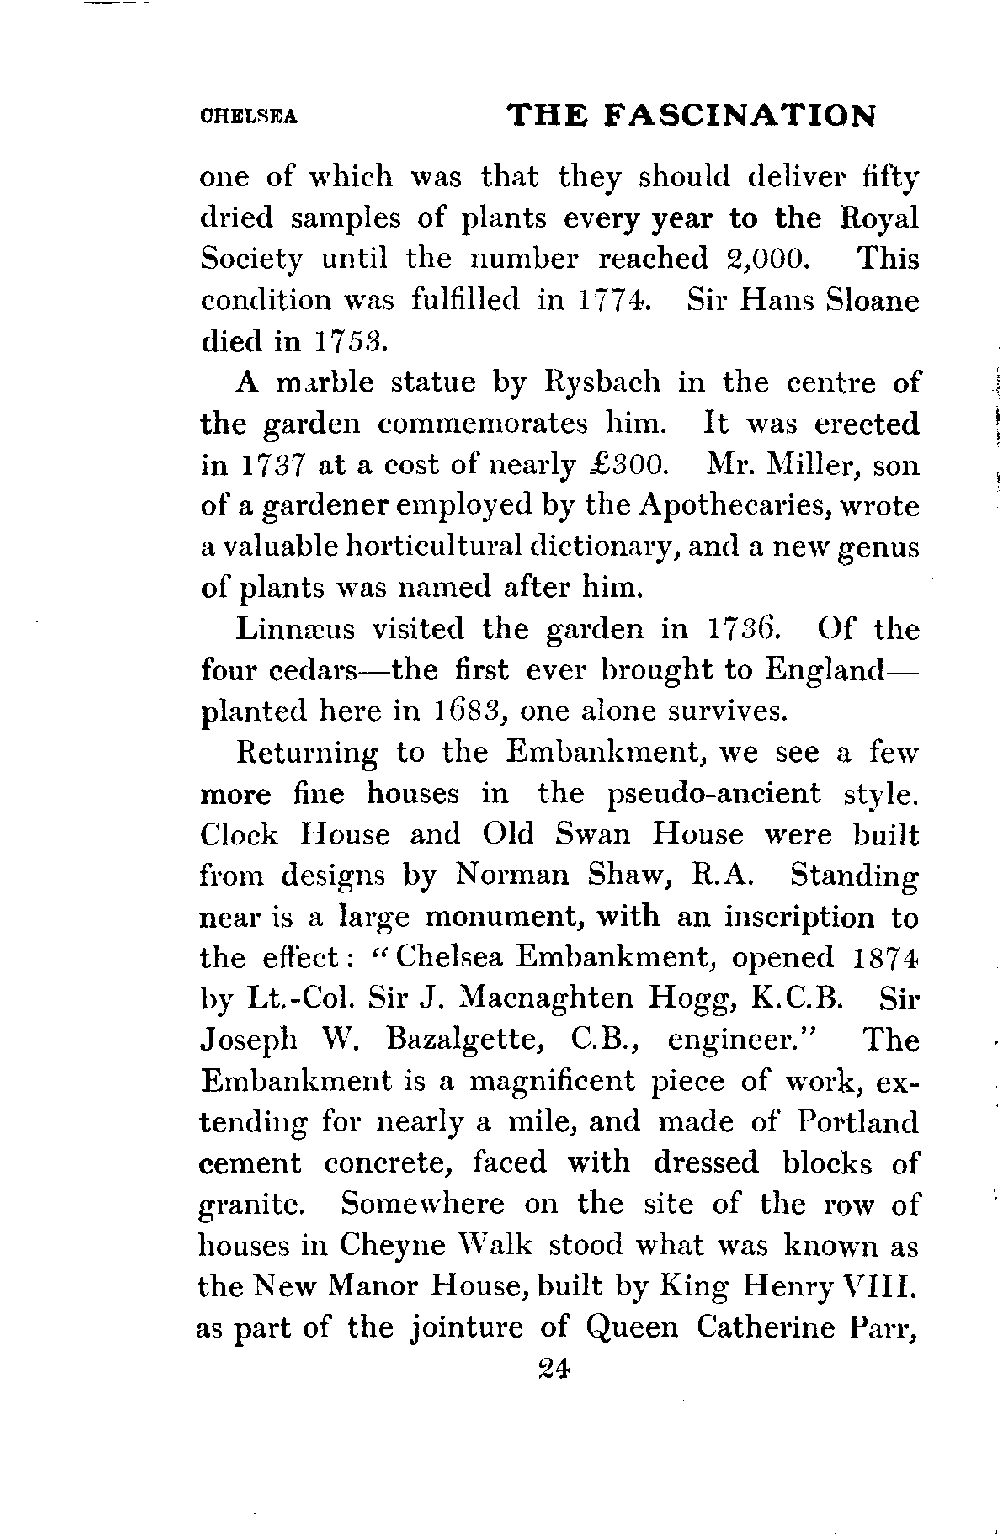 CHELSEA THE FASCINATION
one of which was that they should deliver fifty
dried samples of plants every year to the Royal
Society until the number reached 2,000. This
condition was fulfilled in 1774. Sir Hans Sloane
died in 1753.
A marble statue by Rysbach in the centre of
the garden commemorates him. It was erected
in 1737 at a cost of nearly £300. Mr. Miller, son
of a gardener employed by the Apothecaries, wrote
a valuable horticultural dictionary, and a new genus
of plants was named after him.
Linnæus visited the garden in 1736. Of the
four cedars—the first ever brought to England—
planted here in 1683, one alone survives.
Returning to the Embankment, we see a few
more fine houses in the pseudo-ancient style.
Clock House and Old Swan House were built
from designs by Norman Shaw, R.A. Standing
near is a large monument, with an inscription to
the effect: “Chelsea Embankment, opened 1874
by Lt.-Col. Sir J. Macnaghten Hogg, K.C.B. Sir
Joseph W. Bazalgette, C.B., engineer.” The
Embankment is a magnificent piece of work, ex-
tending for nearly a mile, and made of Portland
cement concrete, faced with dressed blocks of
granite. Somewhere on the site of the row of
houses in Cheyne Walk stood what was known as
the New Manor House, built by King Henry VIII.
as part of the jointure of Queen Catherine Parr,
24